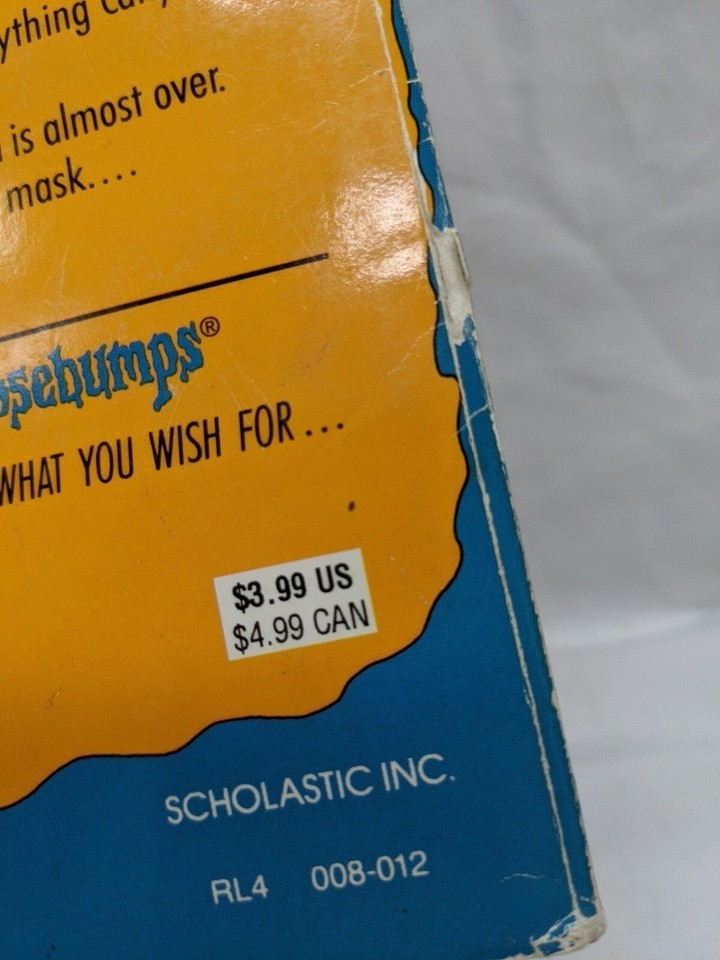 is almost over.
mask....
®
WHAT YOU WISH FOR ...
$3.99 US
$4.99 CAN
SCHOLASTIC INC.
RL4 008-012